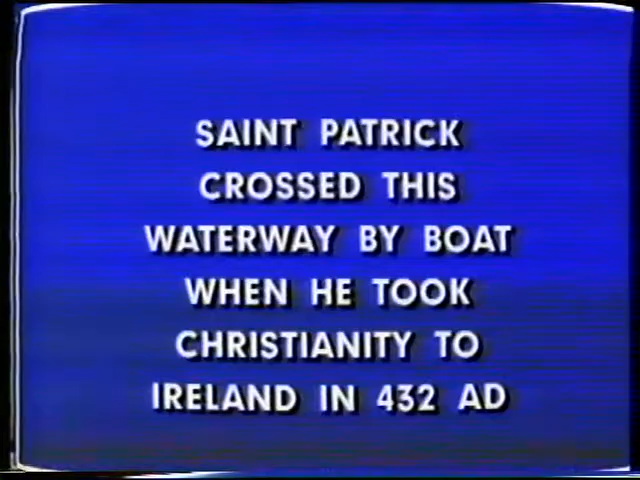 SAINT PATRICK
CROSSED THIS
WATERWAY BY BOAT
WHEN HE TOOK
CHRISTIANITY TO
IRELAND IN 432 AD